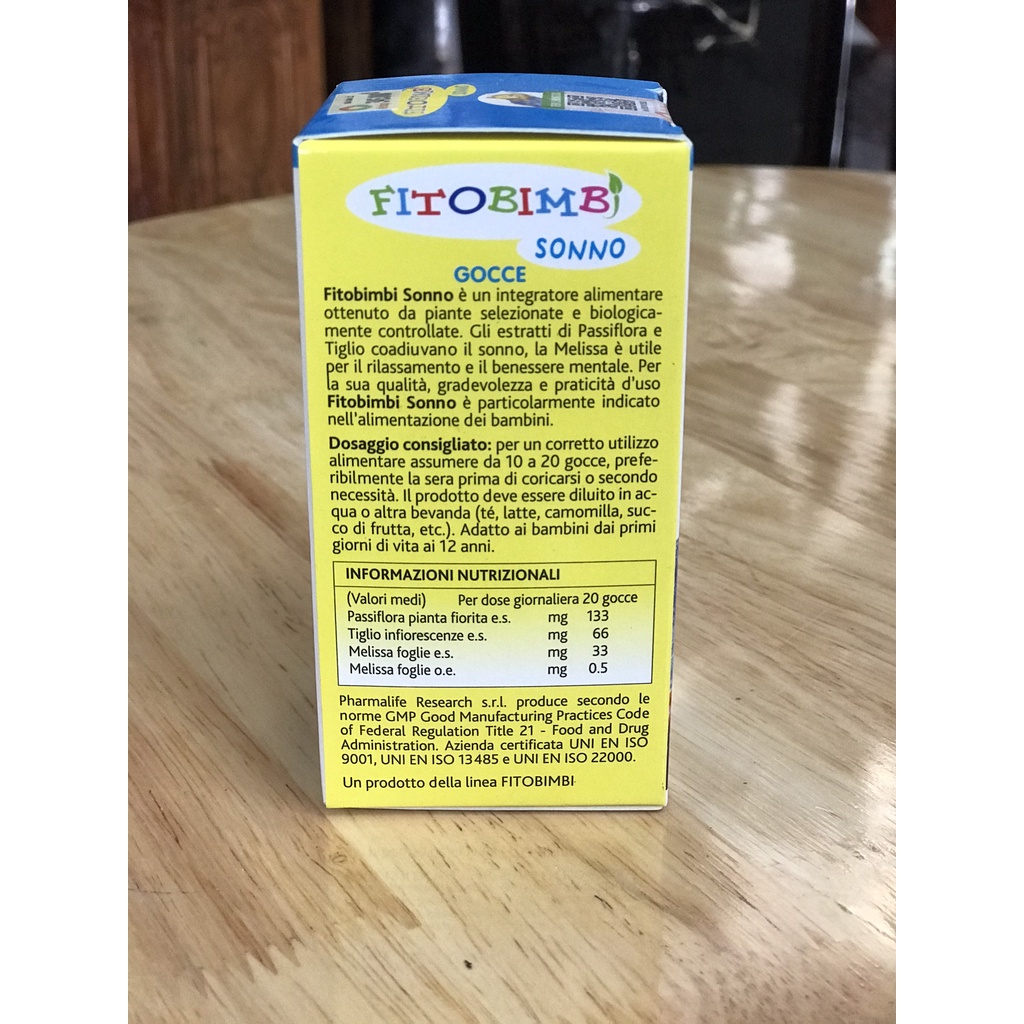 FITOBIMBi
SONNO
GOCCE
Fitobimbi Sonno è un integratore alimentare
ottenuto da piante selezionate e biologica-
mente controllate. Gli estratti di Passiflora e
Tiglio coadiuvano il sonno, la Melissa è utile
per il rilassamento e il benessere mentale. Per
la sua qualità, gradevolezza e praticità d'uso
Fitobimbi Sonno è particolarmente indicato
nell'alimentazione dei bambini.
Dosaggio consigliato: per un corretto utilizzo
alimentare assumere da 10 a 20 gocce, prefe-
ribilmente la sera prima di coricarsi o secondo
necessità. Il prodotto deve essere diluito in ac-
qua o altra bevanda (té, latte, camomilla, suc-
co di frutta, etc.). Adatto ai bambini dai primi
giorni di vita ai 12 anni.
INFORMAZIONI NUTRIZIONALI
(Valori medi) Per dose giornaliera 20 gocce
Passiflora pianta fiorita e.s. mg 133
Tiglio infiorescenze e.s. mg 66
Melissa foglie e.s. mg 33
Melissa foglie o.e. mg 0.5
Pharmalife Research s.r.l. produce secondo le
norme GMP Good Manufacturing Practices Code
of Federal Regulation Title 21 - Food and Drug
Administration. Azienda certificata UNI EN ISO
9001, UNI EN ISO 13485 e UNI EN ISO 22000.
Un prodotto della linea FITOBIMBI